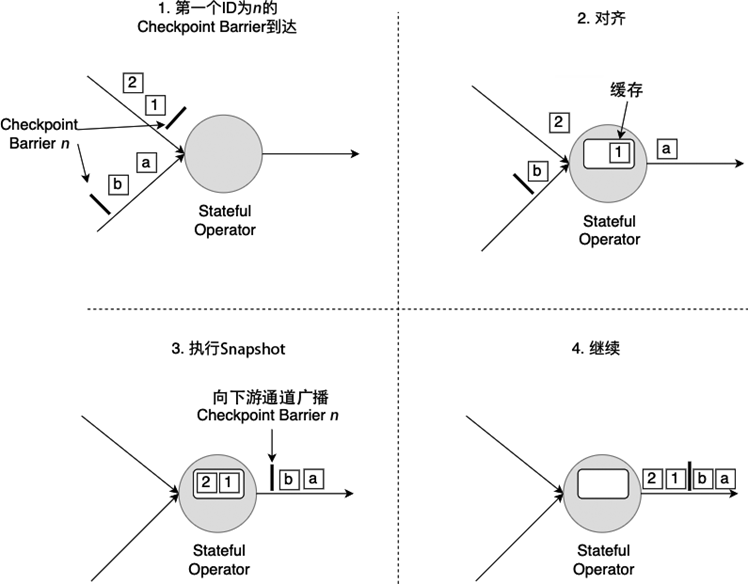 1. 第一个ID为n的
Checkpoint Barrier到达
2
1
Checkpoint
Barrier n
a
b
Stateful
Operator
2. 对齐
缓存
2
1
a
b
Stateful
Operator
3. 执行Snapshot
向下游通道广播
Checkpoint Barrier n
2 1
b a
Stateful
Operator
4. 继续
2 1 b a
Stateful
Operator